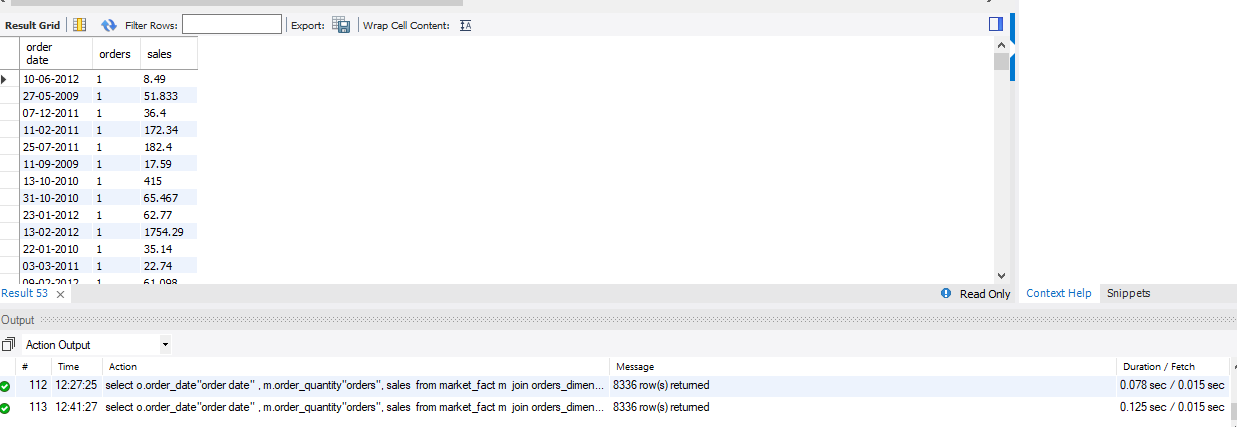 Result Grid Filter Rows: Export: Wrap Cell Content:
order date orders sales
10-06-2012 1 8.49
27-05-2009 1 51.833
07-12-2011 1 36.4
11-02-2011 1 172.34
25-07-2011 1 182.4
11-09-2009 1 17.59
13-10-2010 1 415
31-10-2010 1 65.467
23-01-2012 1 62.77
13-02-2012 1 1754.29
22-01-2010 1 35.14
03-03-2011 1 22.74
09-02-2012 1 61.098
Result 53 Read Only Context Help Snippets
Output
Action Output
# Time Action Message Duration / Fetch
112 12:27:25 select o.order_date"order date" , m.order_quantity"orders", sales from market_fact m join orders_dimen... 8336 row(s) returned 0.078 sec / 0.015 sec
113 12:41:27 select o.order_date"order date" , m.order_quantity"orders", sales from market_fact m join orders_dimen... 8336 row(s) returned 0.125 sec / 0.015 sec